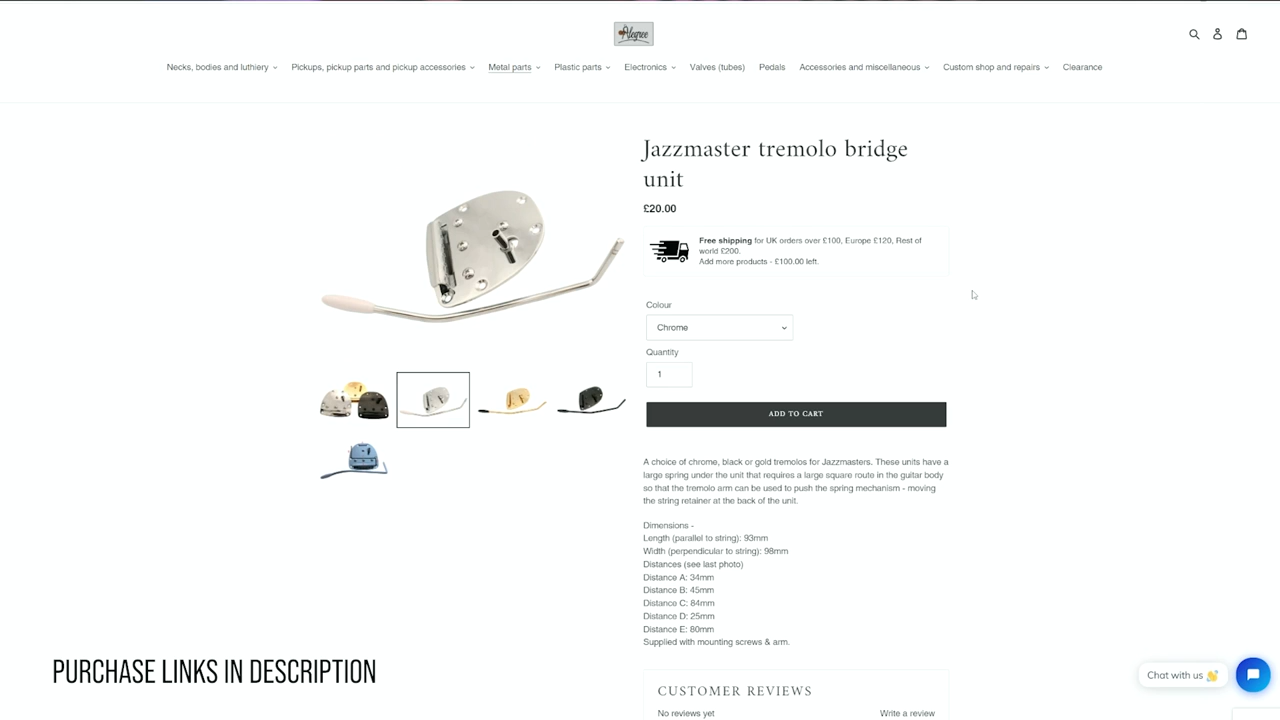 Alegree
Necks, bodies and luthiery
Pickups, pickup parts and pickup accessories
Metal parts
Plastic parts
Electronics
Valves (tubes)
Pedals
Accessories and miscellaneous
Custom shop and repairs
Clearance
Jazzmaster tremolo bridge
unit
£20.00
Free shipping for UK orders over £100, Europe £120, Rest of
world £200.
Add more products - £100.00 left.
Colour
Chrome
Quantity
1
ADD TO CART
A choice of chrome, black or gold tremolos for Jazzmasters. These units have a
large spring under the unit that requires a large square route in the guitar body
so that the tremolo arm can be used to push the spring mechanism - moving
the string retainer at the back of the unit.
Dimensions -
Length (parallel to string): 93mm
Width (perpendicular to string): 98mm
Distances (see last photo)
Distance A: 34mm
Distance B: 45mm
Distance C: 84mm
Distance D: 25mm
Distance E: 80mm
Supplied with mounting screws & arm.
CUSTOMER REVIEWS
No reviews yet
Write a review
PURCHASE LINKS IN DESCRIPTION
Chat with us 👋